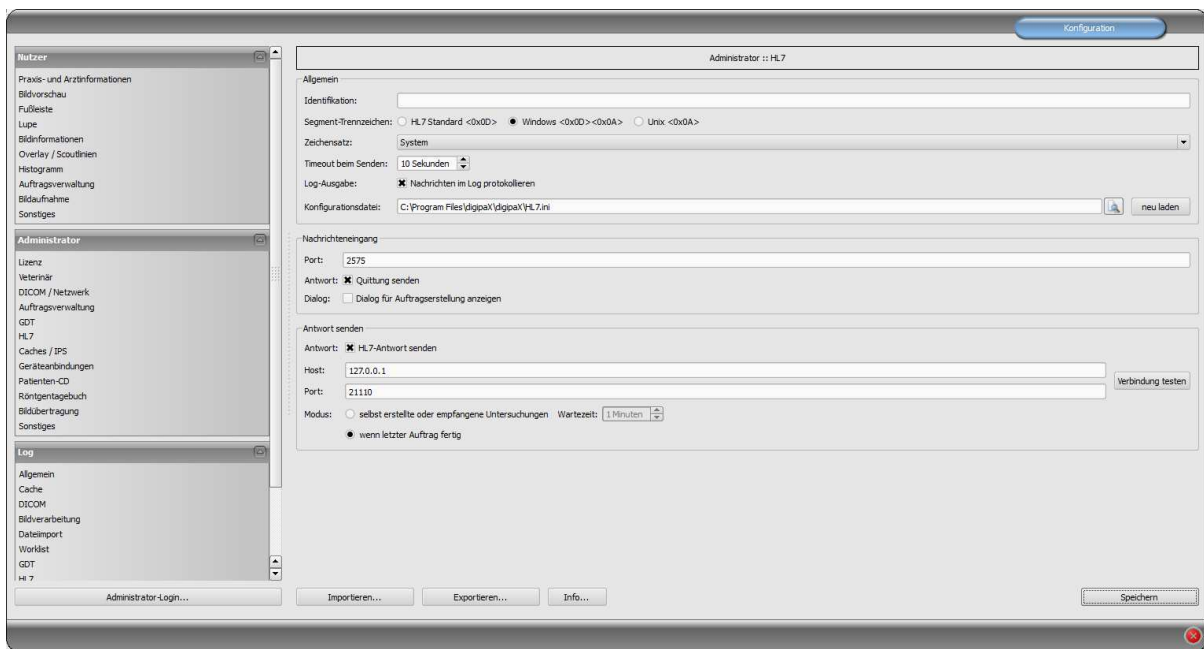 Konfiguration
Nutzer
Praxis- und Arztinformationen
Bildvorschau
Fußleiste
Lupe
Bildinformationen
Overlay / Scoutlinien
Histogramm
Auftragsverwaltung
Bildaufnahme
Sonstiges
Administrator
Lizenz
Veterinär
DICOM / Netzwerk
Auftragsverwaltung
GDT
HL7
Caches / IPS
Geräteanbindungen
Patienten-CD
Röntgentagebuch
Bildübertragung
Sonstiges
Log
Allgemein
Cache
DICOM
Bildverarbeitung
Dateiimport
Worklist
GDT
HL7
Administrator-Login...
Administrator :: HL7
Allgemein
Identifikation:
Segment-Trennzeichen: HL7 Standard <0x0D> Windows <0x0D><0x0A> Unix <0x0A>
Zeichensatz: System
Timeout beim Senden: 10 Sekunden
Log-Ausgabe: Nachrichten im Log protokollieren
Konfigurationsdatei: C:\Program Files\digipaX\digipaX\HL7.ini neu laden
Nachrichteneingang
Port: 2575
Antwort: Quittung senden
Dialog: Dialog für Auftragserstellung anzeigen
Antwort senden
Antwort: HL7-Antwort senden
Host: 127.0.0.1
Port: 21110
Verbindung testen
Modus: selbst erstellte oder empfangene Untersuchungen Wartezeit: 1 Minuten
wenn letzter Auftrag fertig
Importieren... Exportieren... Info... Speichern